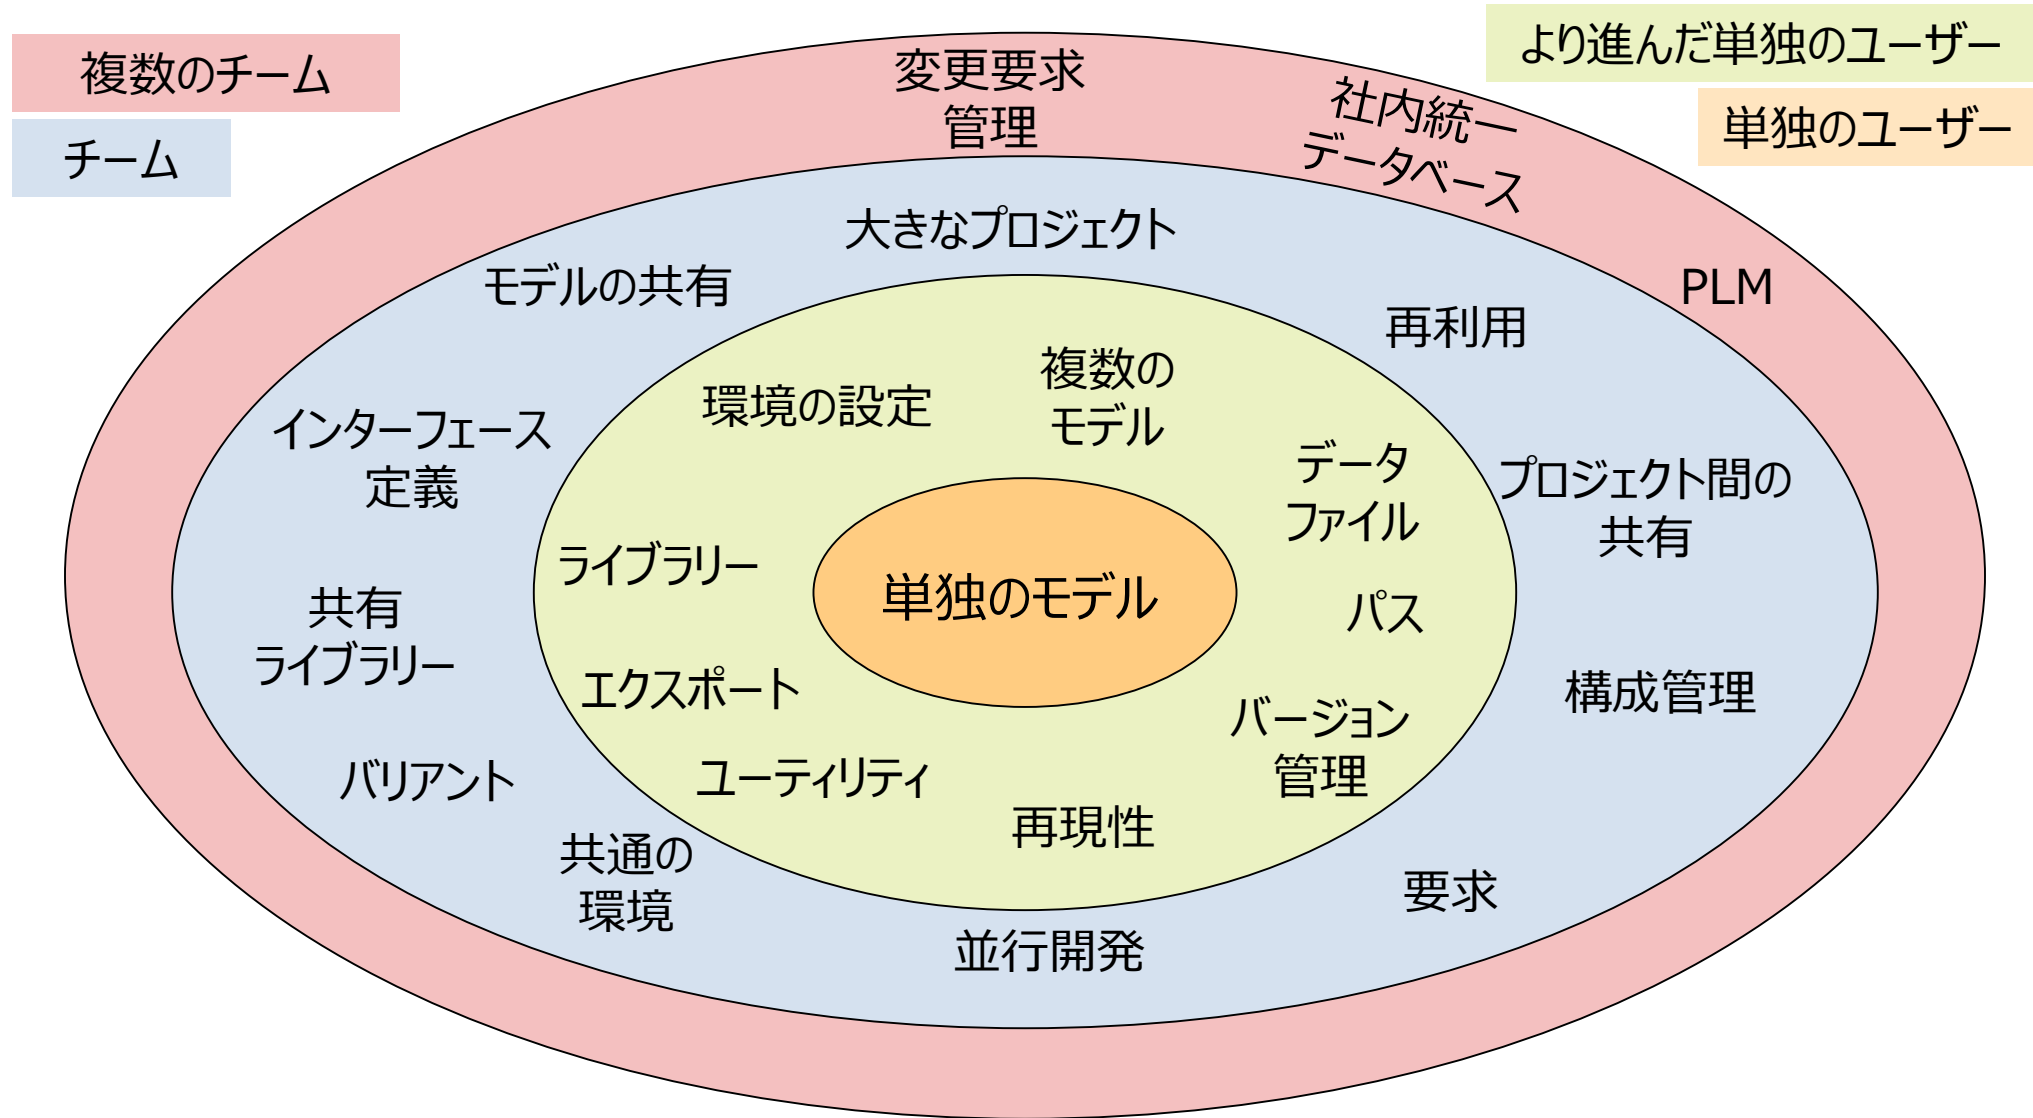 複数のチーム
チーム
より進んだ単独のユーザー
単独のユーザー
変更要求
管理
社内統一
データベース
PLM
大きなプロジェクト
モデルの共有
再利用
インターフェース
定義
プロジェクト間の
共有
共有
ライブラリー
構成管理
バリアント
共通の
環境
並行開発
要求
環境の設定
複数の
モデル
データ
ファイル
ライブラリー
パス
エクスポート
バージョン
管理
ユーティリティ
再現性
単独のモデル